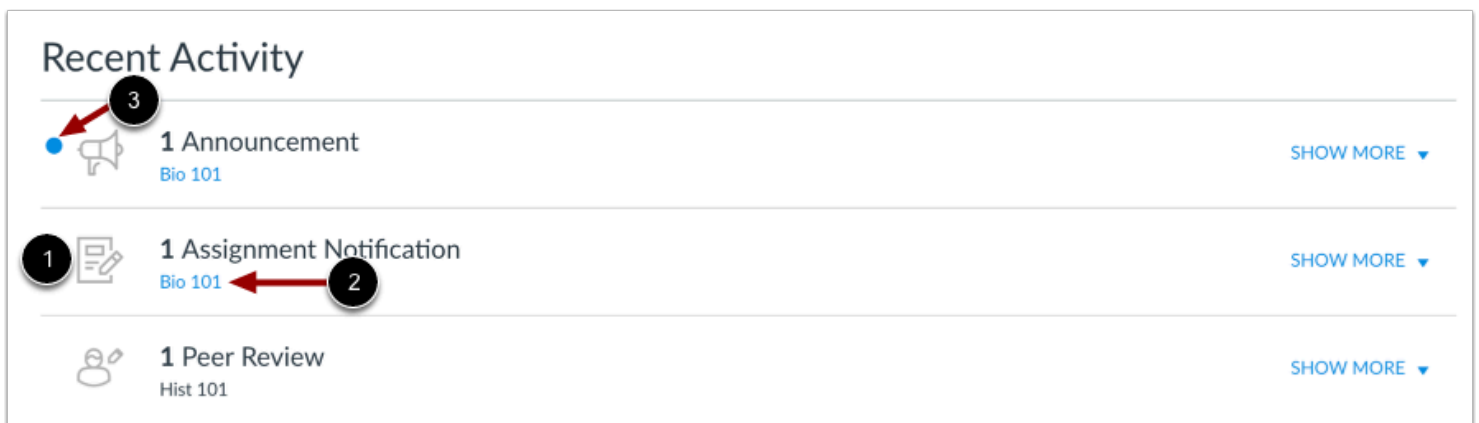 Recent Activity
3
1 Announcement
SHOW MORE
Bio 101
1
1 Assignment Notification
SHOW MORE
Bio 101
2
1 Peer Review
SHOW MORE
Hist 101